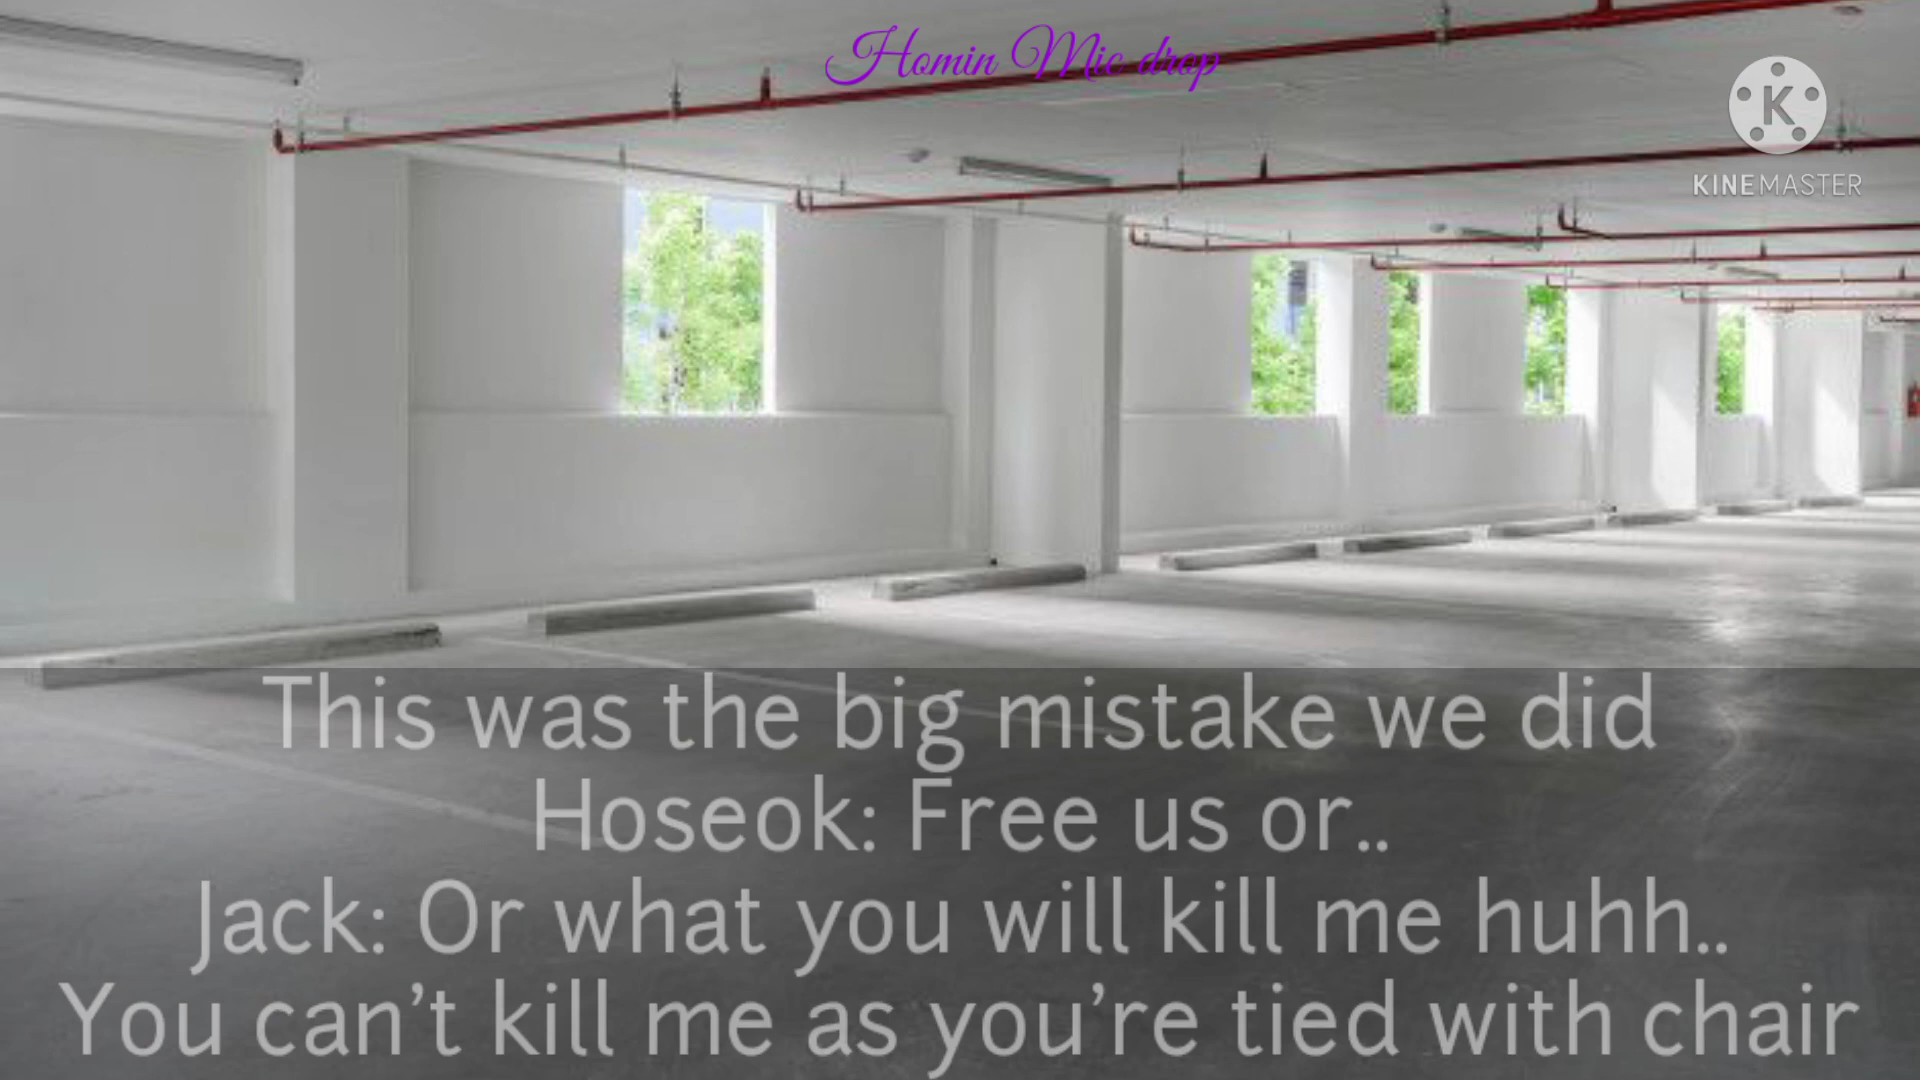 Homin Mic drop
KINEMASTER
This was the big mistake we did
Hoseok: Free us or..
Jack: Or what you will kill me huhh..
You can't kill me as you're tied with chair